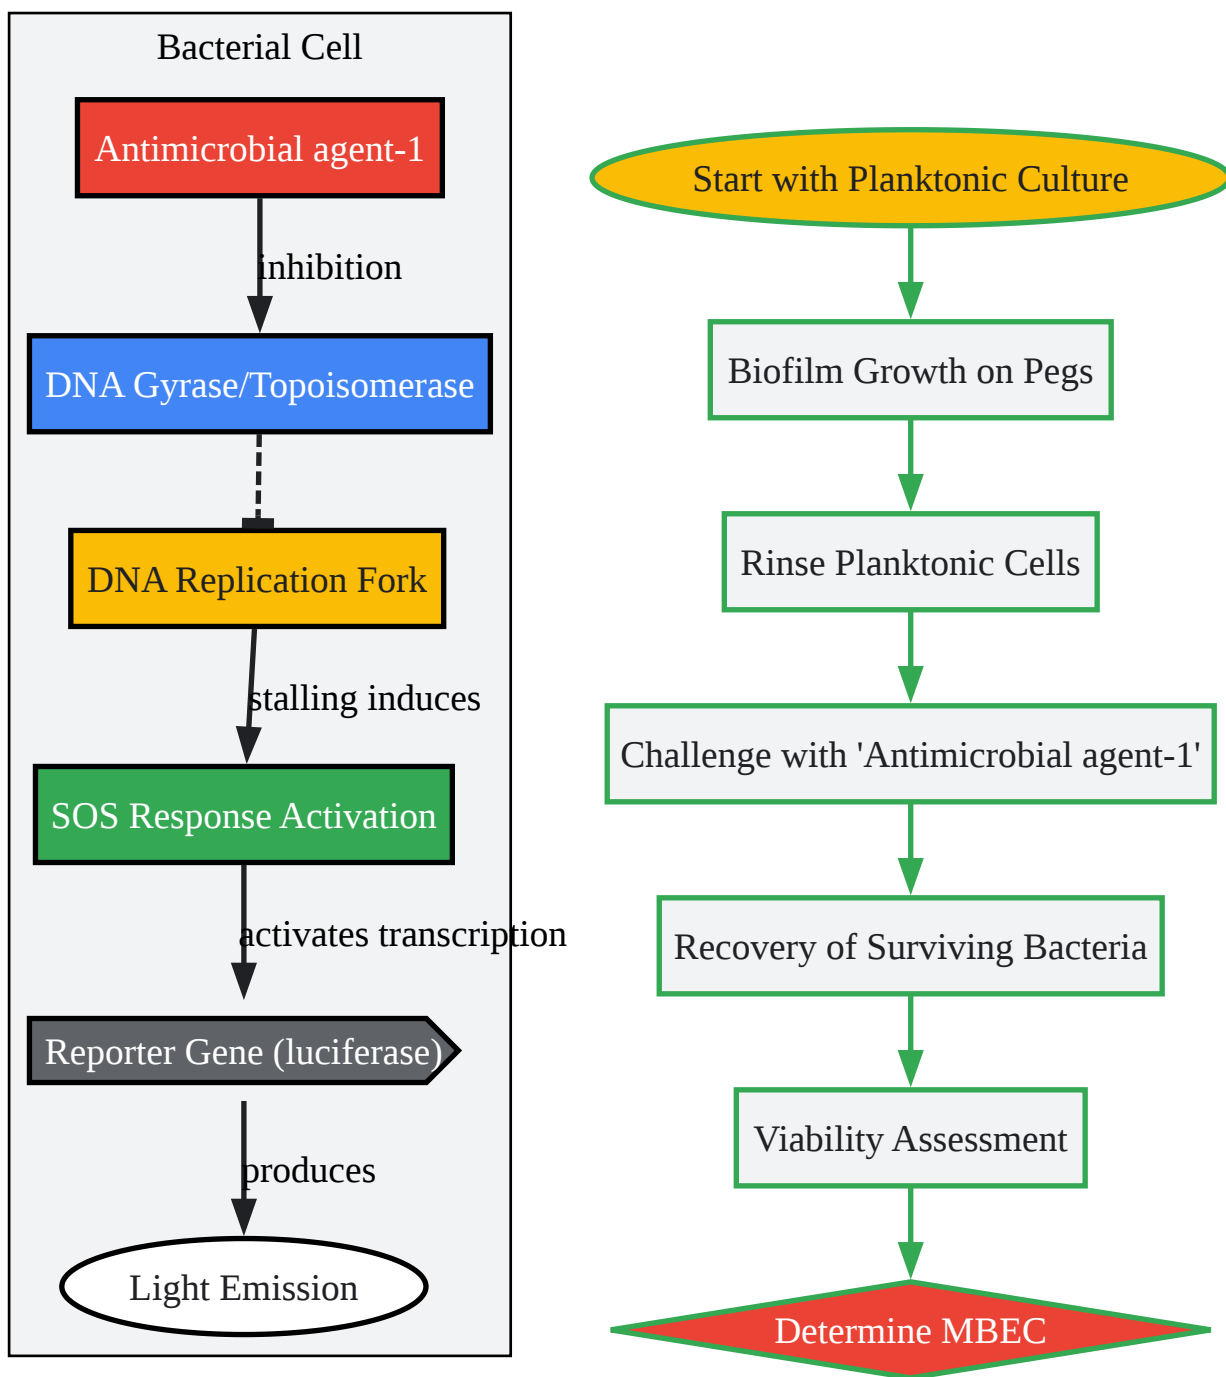 Bacterial Cell
Antimicrobial agent-1
inhibition
DNA Gyrase/Topoisomerase
DNA Replication Fork
stalling induces
SOS Response Activation
activates transcription
Reporter Gene (luciferase)
produces
Light Emission
Start with Planktonic Culture
Biofilm Growth on Pegs
Rinse Planktonic Cells
Challenge with 'Antimicrobial agent-1'
Recovery of Surviving Bacteria
Viability Assessment
Determine MBEC